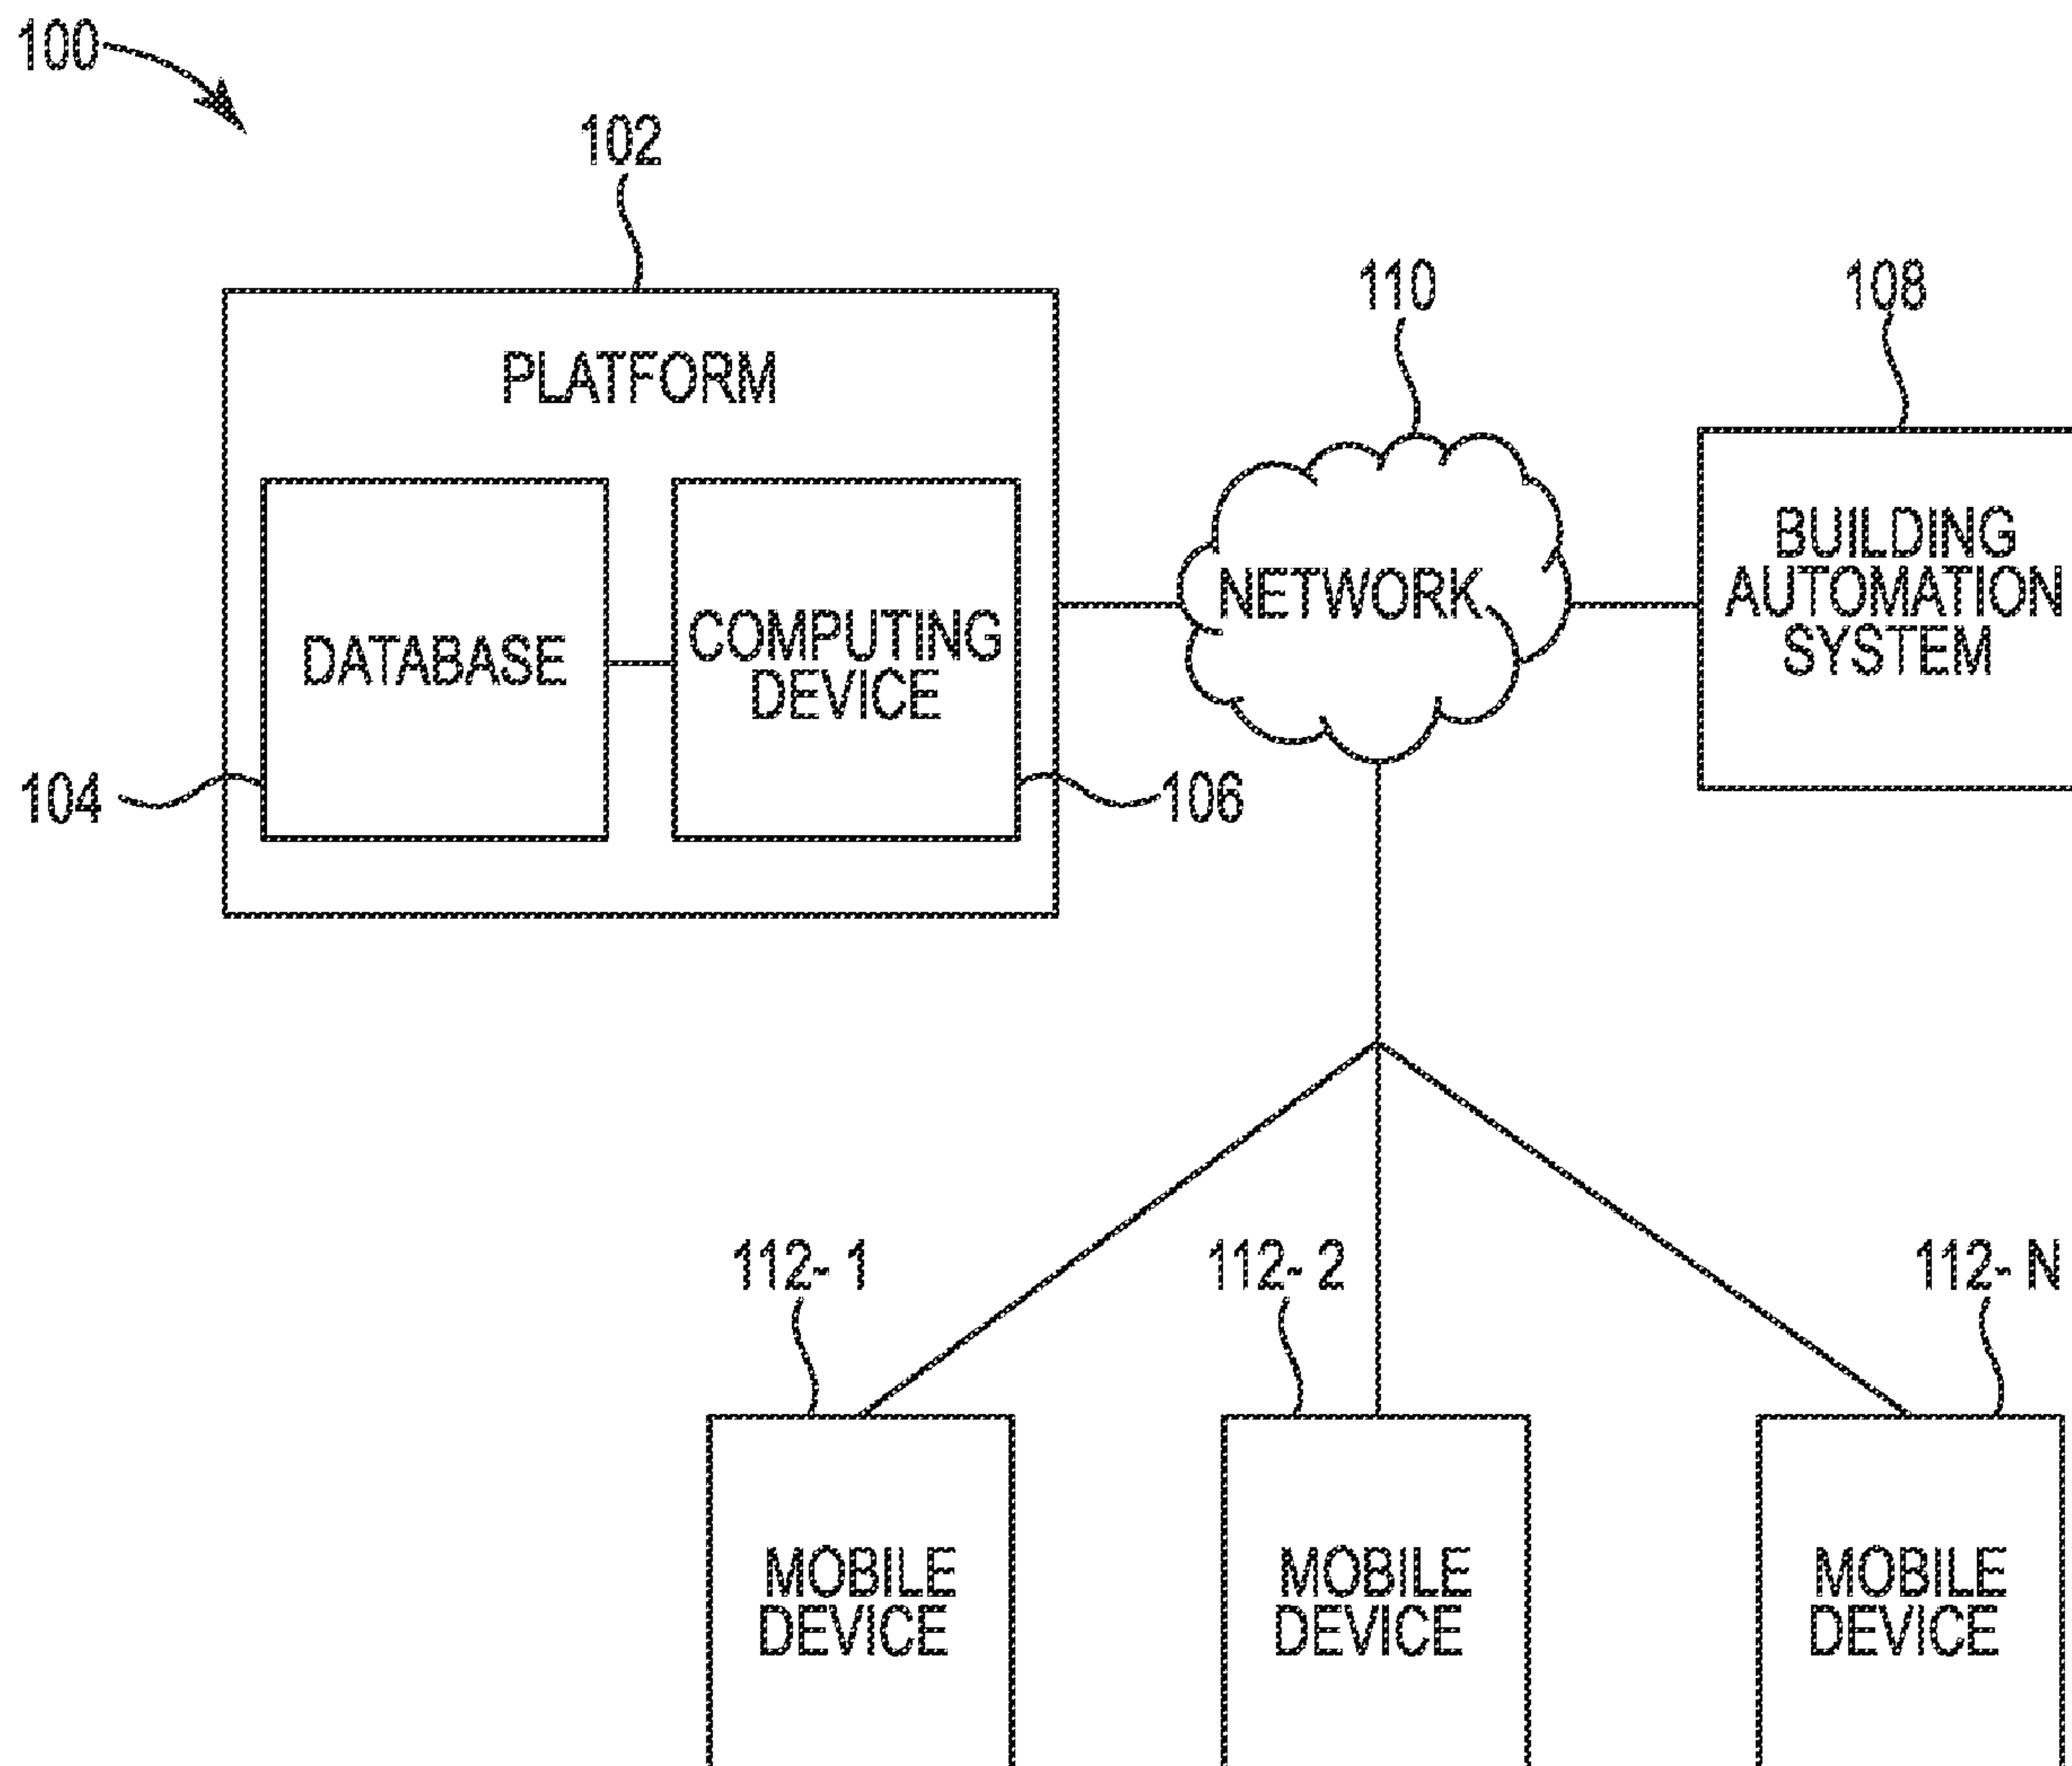 100
102
110
108
PLATFORM
BUILDING
AUTOMATION
SYSTEM
NETWORK
DATABASE
COMPUTING
DEVICE
104
106
112- 1
112- 2
112- N
MOBILE
DEVICE
MOBILE
DEVICE
MOBILE
DEVICE